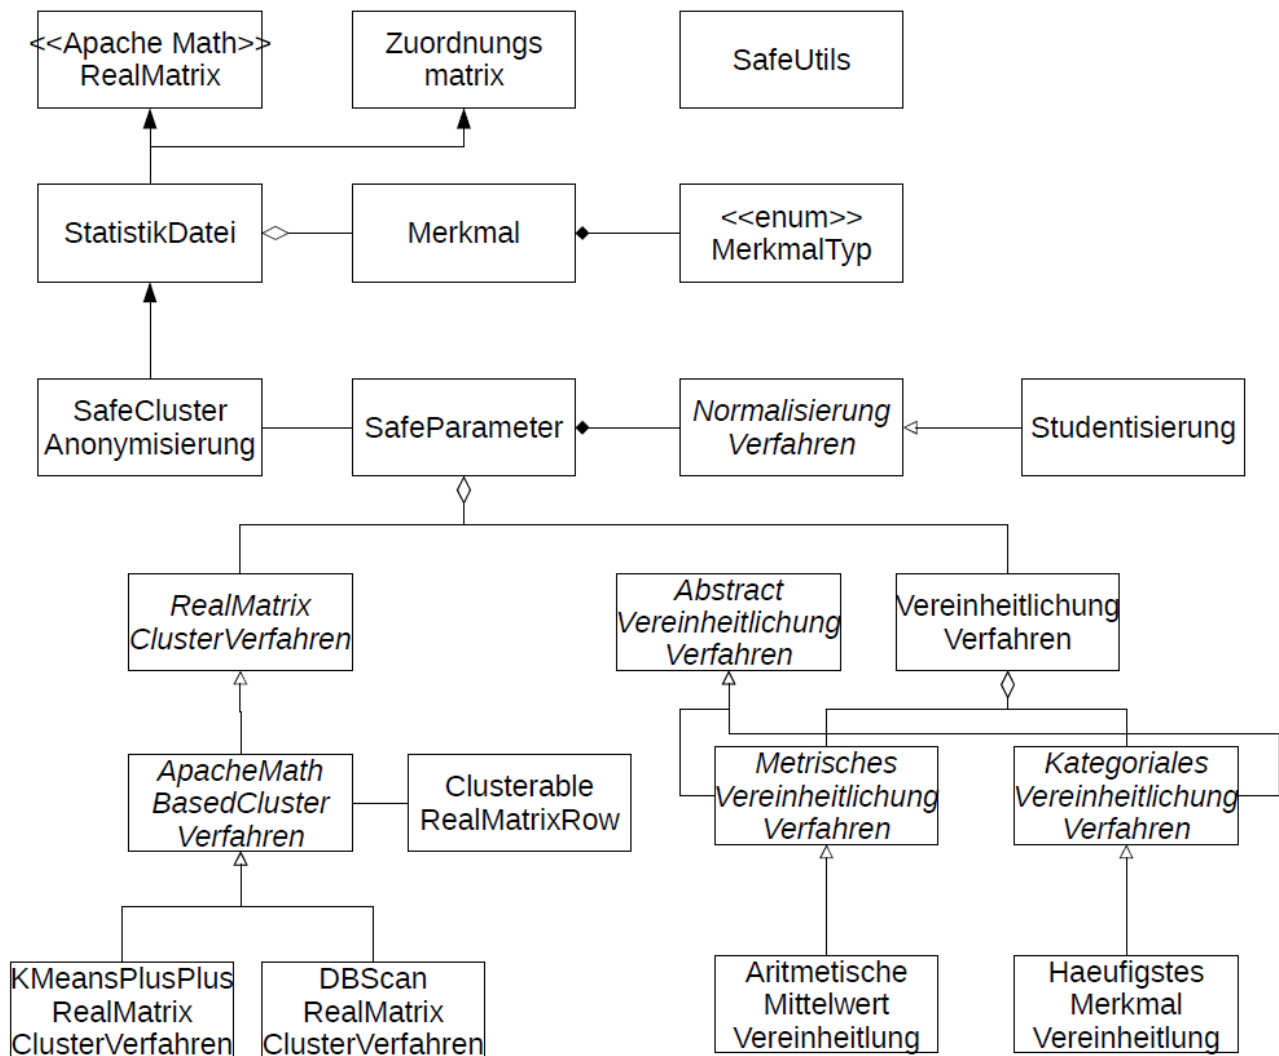 <<Apache Math>>
RealMatrix
Zuordnungs
matrix
SafeUtils
StatistikDatei
Merkmal
<<enum>>
MerkmalTyp
SafeCluster
Anonymisierung
SafeParameter
Normalisierung
Verfahren
Studentisierung
RealMatrix
ClusterVerfahren
Abstract
Vereinheitlichung
Verfahren
Vereinheitlichung
Verfahren
ApacheMath
BasedCluster
Verfahren
Clusterable
RealMatrixRow
Metrisches
Vereinheitlichung
Verfahren
Kategoriales
Vereinheitlichung
Verfahren
KMeansPlusPlus
RealMatrix
ClusterVerfahren
DBScan
RealMatrix
ClusterVerfahren
Aritmetische
Mittelwert
Vereinheitlung
Haeufigstes
Merkmal
Vereinheitlung